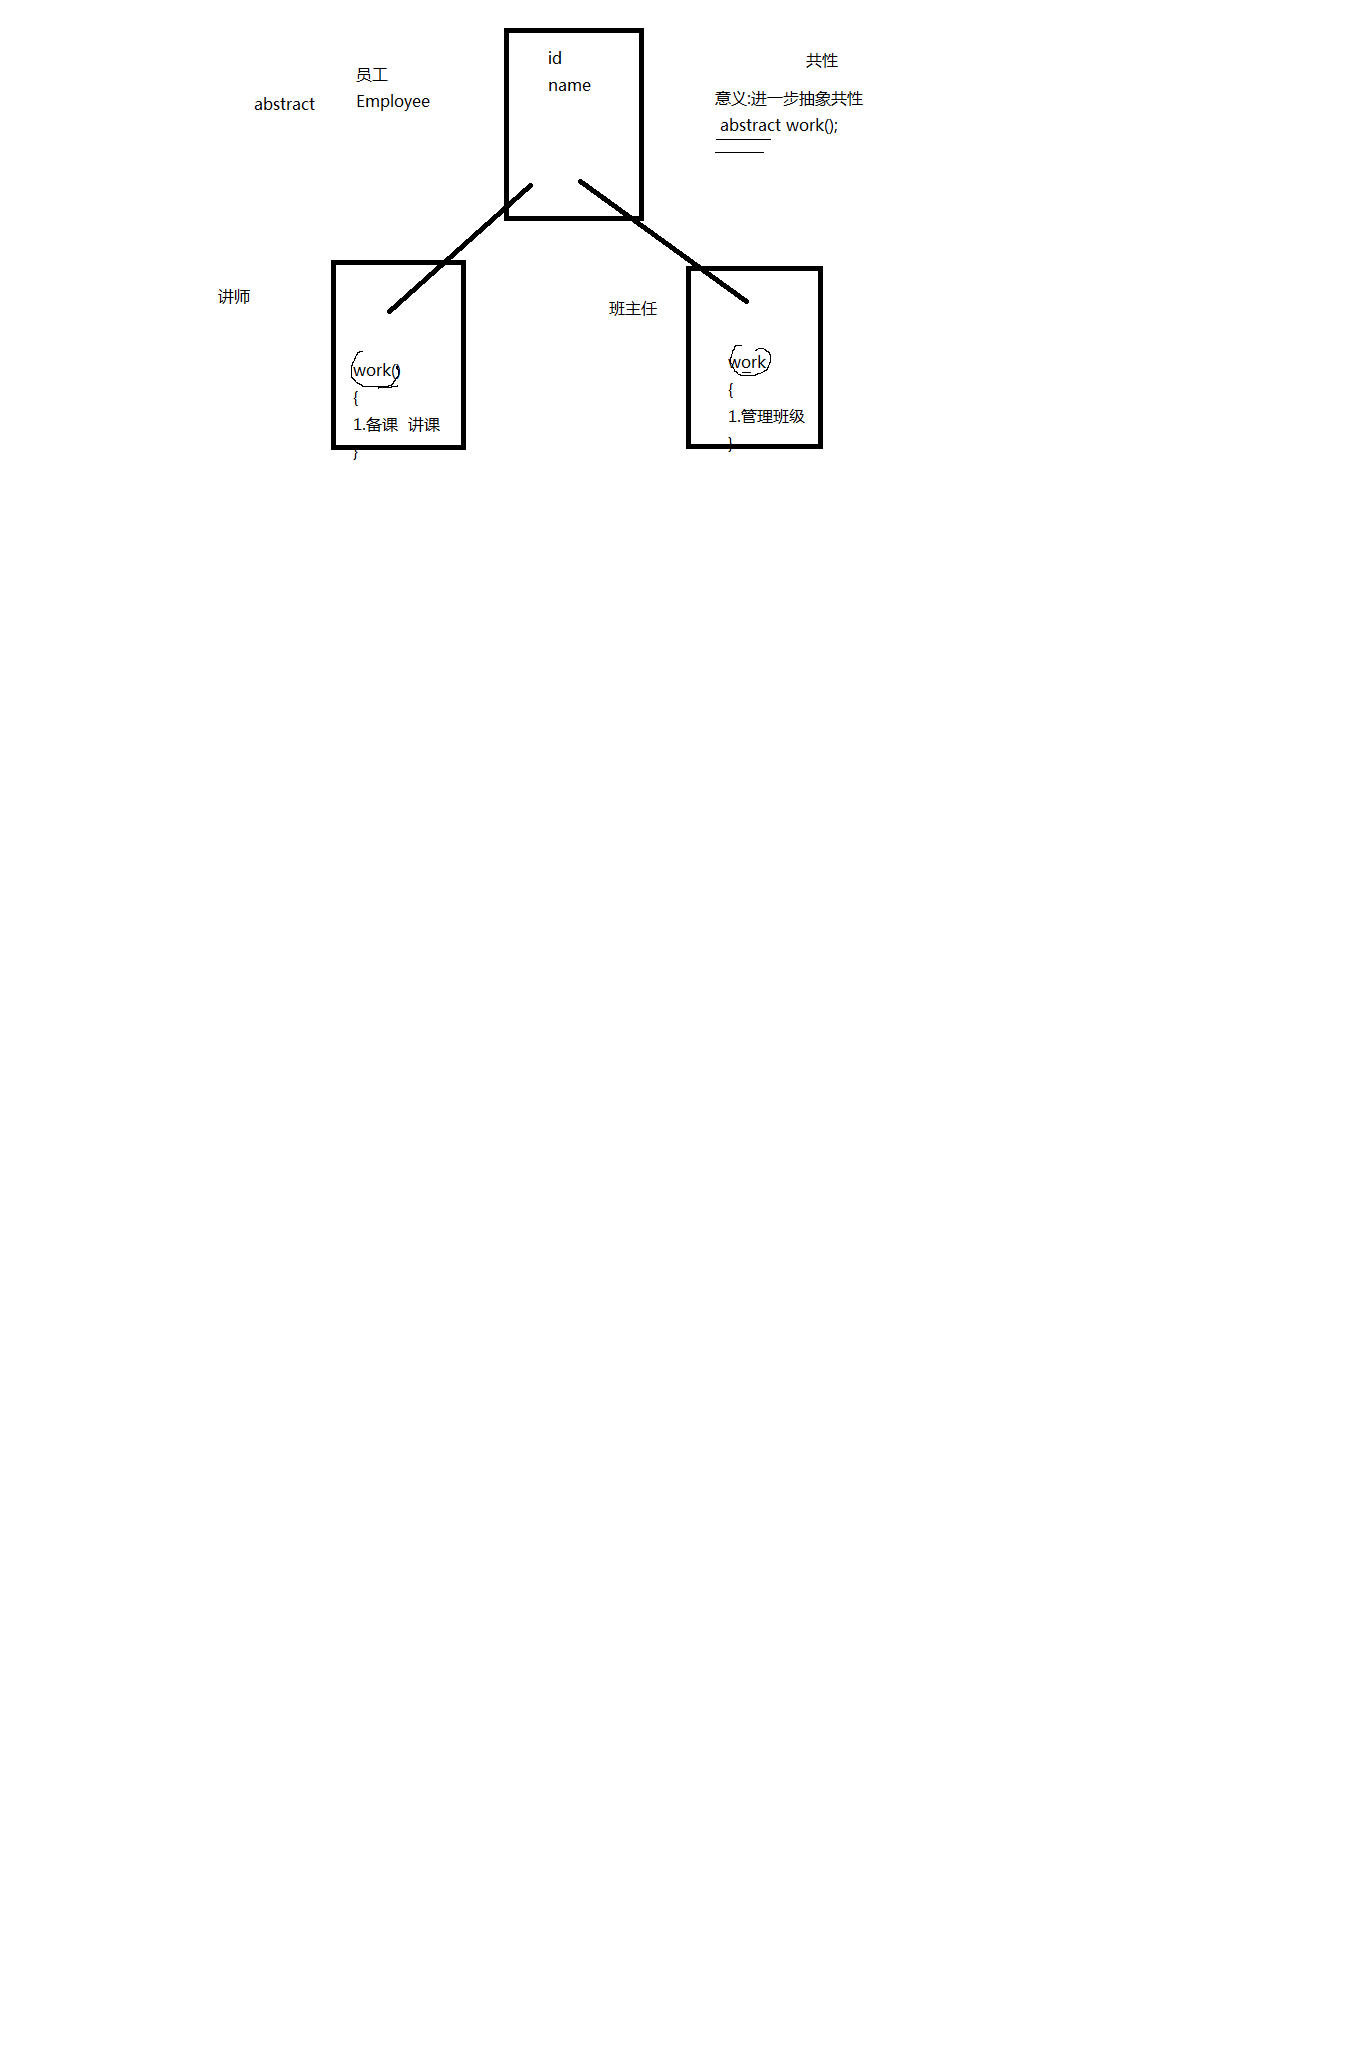 id
name
员工
abstract Employee
共性
意义:进一步抽象共性
abstract work();
讲师
work()
{
1.备课 讲课
}
班主任
work
{
1.管理班级
}